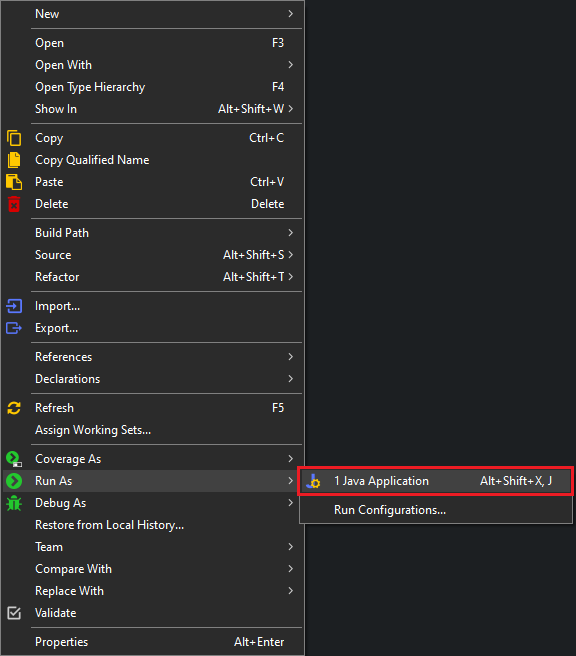 New
Open F3
Open With
Open Type Hierarchy F4
Show In Alt+Shift+W
Copy Ctrl+C
Copy Qualified Name
Paste Ctrl+V
Delete Delete
Build Path
Source Alt+Shift+S
Refactor Alt+Shift+T
Import...
Export...
References
Declarations
Refresh F5
Assign Working Sets...
Coverage As
Run As
1 Java Application Alt+Shift+X, J
Debug As
Run Configurations...
Restore from Local History...
Team
Compare With
Replace With
Validate
Properties Alt+Enter